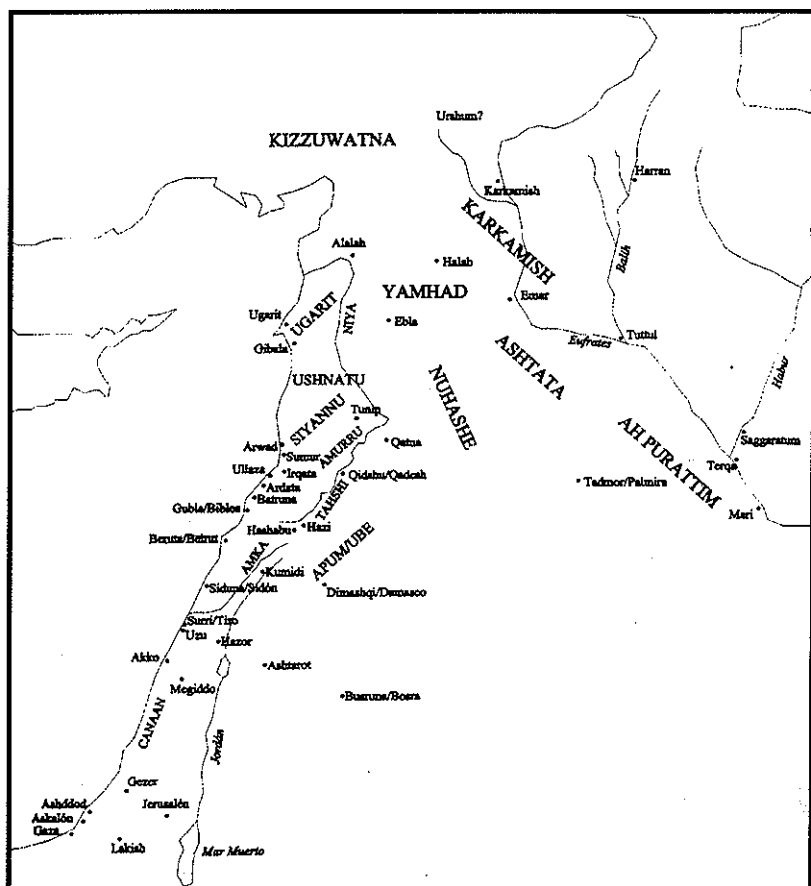 Urshum?
KIZZUWATNA
Karkamish
Harran
KARKAMISH
Balih
Alalah
Halab
YAMHAD
Emar
NIYA
Ebla
Ugarit
UGARIT
Gibala
Eufrates
Tuttul
ASHTATA
Habur
USHNATU
NUHASHE
SIYANNU
Tunip
AMURRU
Arwad
Qatna
Sumur
Saggaratum
Ullaza
Irqata
Qidshu/Qadesh
Terqa
AH PURATTIM
Ardata
TAHSHI
Tadmor/Palmira
Batruna
Gubla/Biblos
Mari
Hashabu
Hazi
Beruta/Beirut
AMKA
APUM/UBE
Kumidi
Siduna/Sidón
Dimashqi/Damasco
Surri/Tiro
Uzu
Hazor
Akko
Ashtarot
Megiddo
Busruna/Bosra
CANAAN
Jordán
Gezer
Ashddod
Jerusalén
Askalón
Gaza
Lakish
Mar Muerto